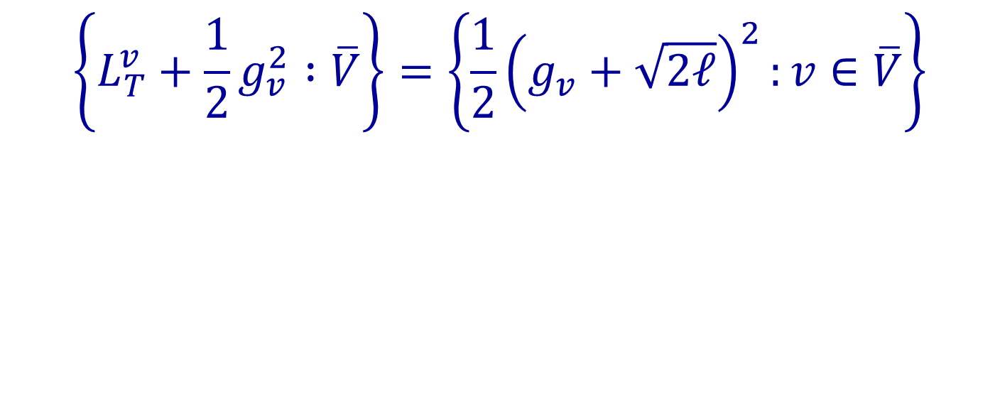 {L_T^v + 1/2 g_v^2 : V̄} = {1/2 (g_v + √(2ℓ))^2 : v ∈ V̄}